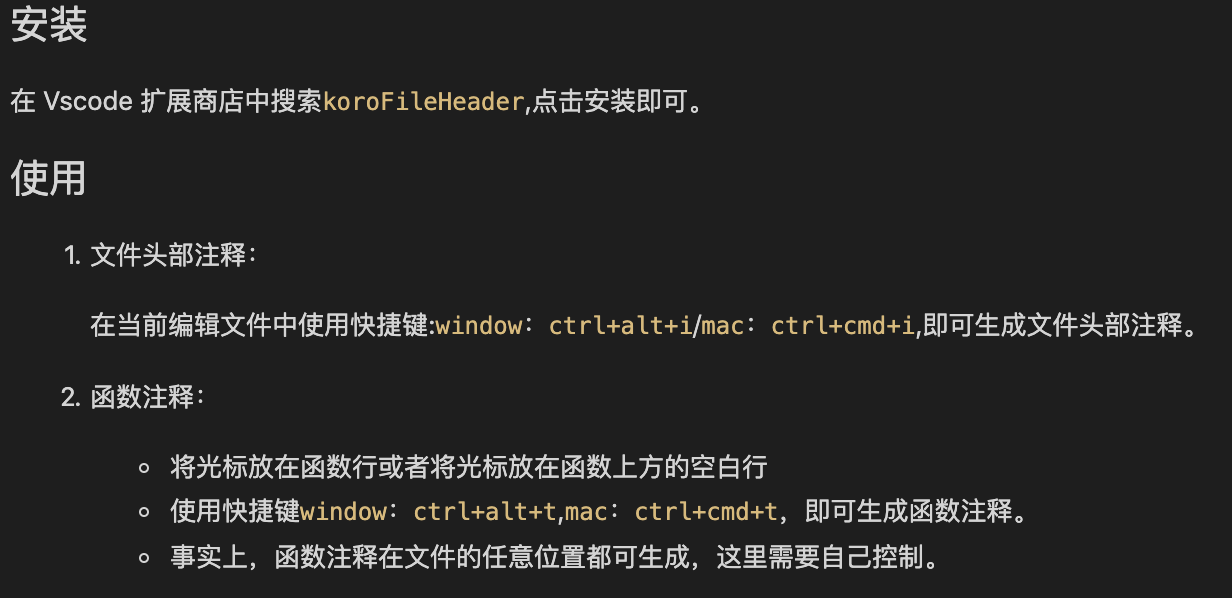 安装
在 Vscode 扩展商店中搜索koroFileHeader,点击安装即可。
使用
1. 文件头部注释：
在当前编辑文件中使用快捷键:window：ctrl+alt+i/mac：ctrl+cmd+i,即可生成文件头部注释。
2. 函数注释：
将光标放在函数行或者将光标放在函数上方的空白行
使用快捷键window：ctrl+alt+t,mac：ctrl+cmd+t，即可生成函数注释。
事实上，函数注释在文件的任意位置都可生成，这里需要自己控制。